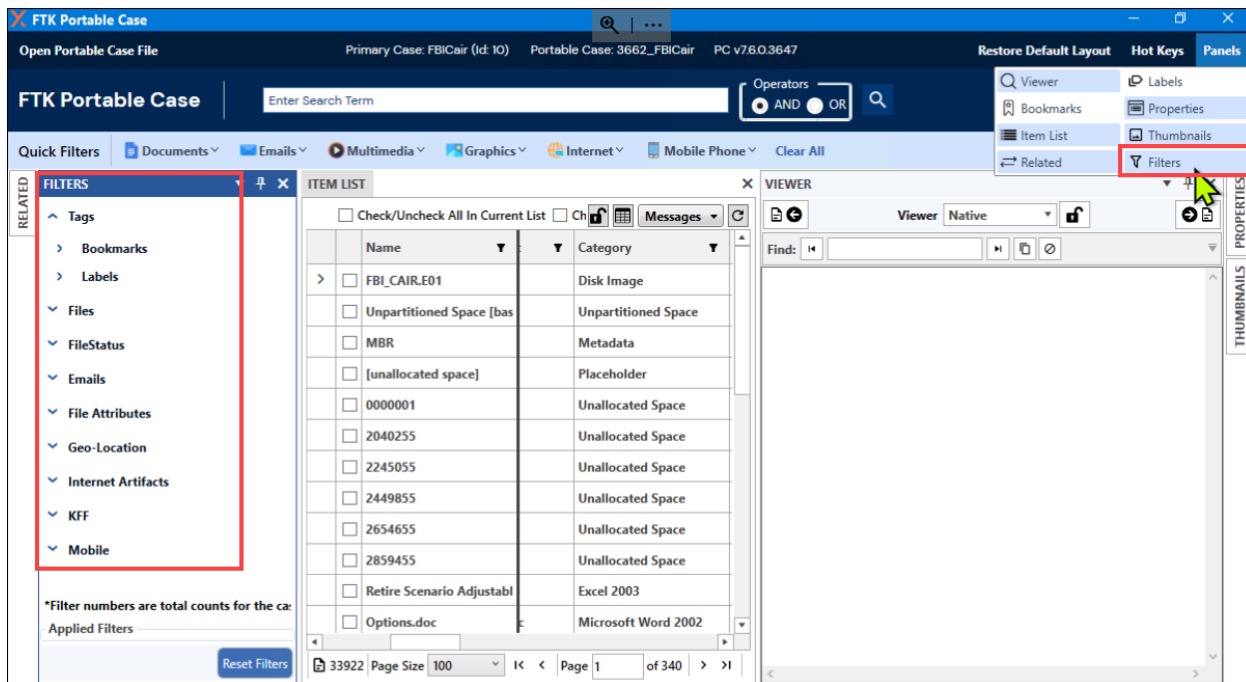 FTK Portable Case
Open Portable Case File Primary Case: FBICair (Id: 10) Portable Case: 3662_FBICair PC v7.6.0.3647 Restore Default Layout Hot Keys Panels
FTK Portable Case Enter Search Term Operators AND OR
Viewer Labels
Bookmarks Properties
Item List Thumbnails
Related Filters
Quick Filters Documents Emails Multimedia Graphics Internet Mobile Phone Clear All
RELATED
FILTERS
Tags
Bookmarks
Labels
Files
FileStatus
Emails
File Attributes
Geo-Location
Internet Artifacts
KFF
Mobile
*Filter numbers are total counts for the
Applied Filters
Reset Filters
ITEM LIST
Check/Uncheck All In Current List Ch Messages
Name Category
FBI_CAIR.E01 Disk Image
Unpartitioned Space [bas Unpartitioned Space
MBR Metadata
[unallocated space] Placeholder
0000001 Unallocated Space
2040255 Unallocated Space
2245055 Unallocated Space
2449855 Unallocated Space
2654655 Unallocated Space
2859455 Unallocated Space
Retire Scenario Adjustabl Excel 2003
Options.doc Microsoft Word 2002
33922 Page Size 100 Page 1 of 340
VIEWER
Viewer Native
Find:
PROPERTIES
THUMBNAILS